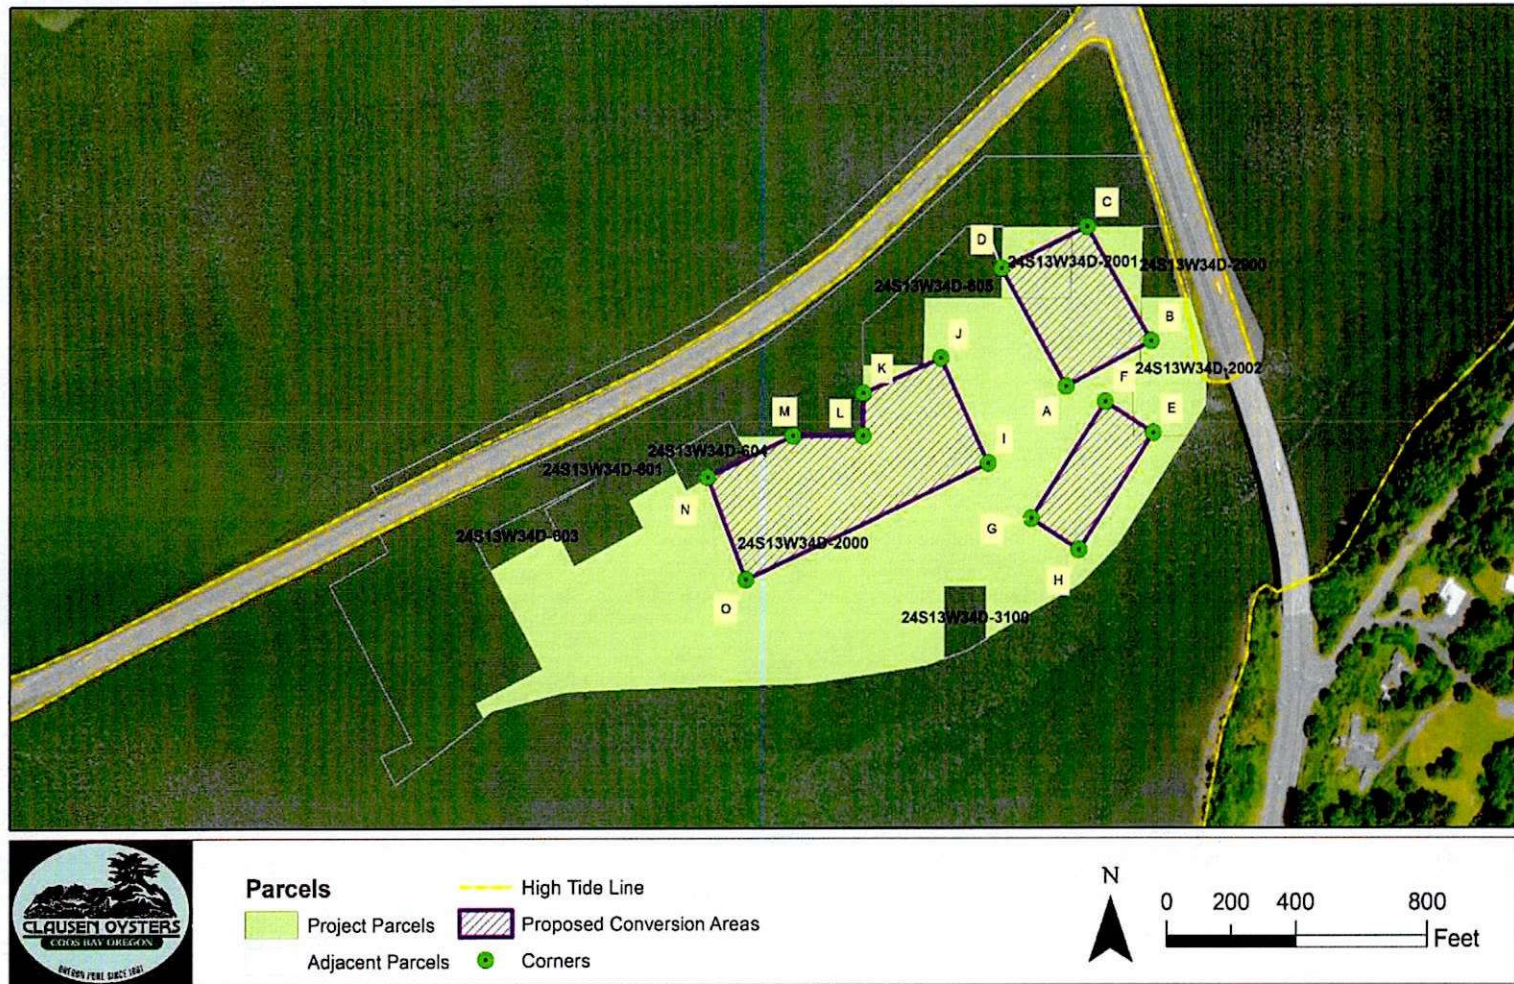 C
D
24S13W34D-2001
24S13W34D-2900
24S13W34D-605
B
J
24S13W34D-2002
K
F
A
E
M
L
I
24S13W34D-604
24S13W34D-601
N
G
24S13W34D-603
24S13W34D-2000
H
O
24S13W34D-3100
CLAUSEN OYSTERS
COOS BAY OREGON
Parcels
Project Parcels
Adjacent Parcels
High Tide Line
Proposed Conversion Areas
Corners
N
0 200 400 800
Feet